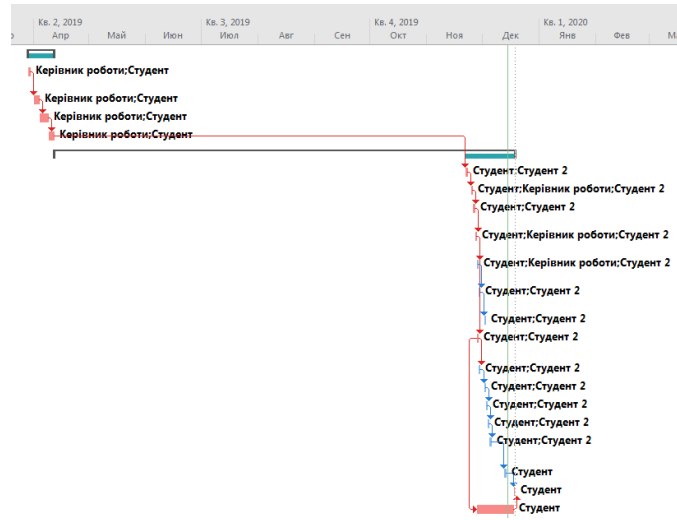 Кв. 2, 2019 Кв. 3, 2019 Кв. 4, 2019 Кв. 1, 2020
Апр Май Июн Июл Авг Сен Окт Ноя Дек Янв Фев
Керівник роботи;Студент
Керівник роботи;Студент
Керівник роботи;Студент
Керівник роботи;Студент
Студент;Студент 2
Студент;Керівник роботи;Студент 2
Студент;Студент 2
Студент;Керівник роботи;Студент 2
Студент;Керівник роботи;Студент 2
Студент;Студент 2
Студент;Студент 2
Студент;Студент 2
Студент;Студент 2
Студент;Студент 2
Студент;Студент 2
Студент;Студент 2
Студент;Студент 2
Студент
Студент
Студент